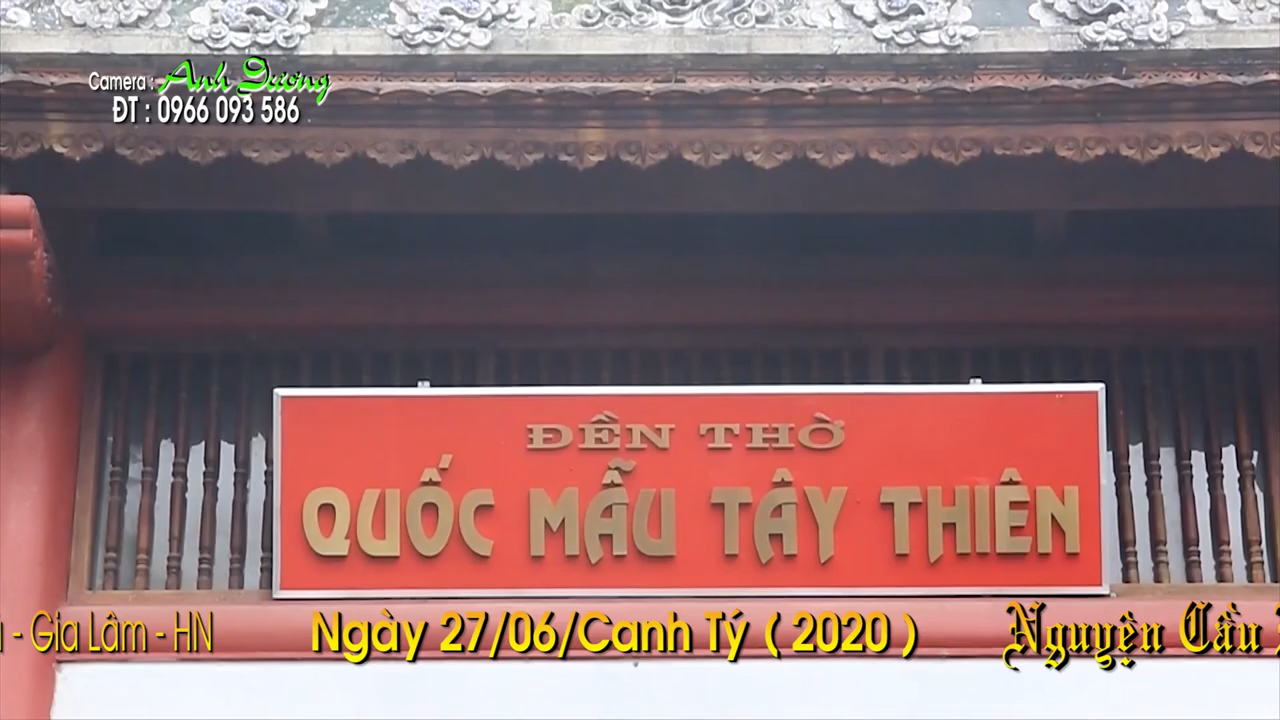 Camera : Anh Dương
ĐT : 0966 093 586
ĐỀN THỜ
QUỐC MẪU TÂY THIÊN
- Gia Lâm - HN Ngày 27/06/Canh Tý ( 2020 ) Nguyện Cầu